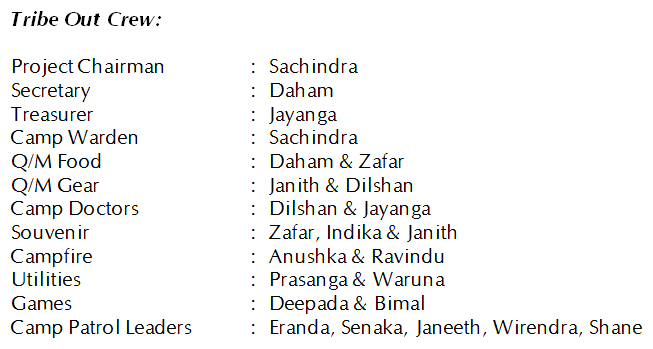 Tribe Out Crew:
Project Chairman : Sachindra
Secretary : Daham
Treasurer : Jayanga
Camp Warden : Sachindra
Q/M Food : Daham & Zafar
Q/M Gear : Janith & Dilshan
Camp Doctors : Dilshan & Jayanga
Souvenir : Zafar, Indika & Janith
Campfire : Anushka & Ravindu
Utilities : Prasanga & Waruna
Games : Deepada & Bimal
Camp Patrol Leaders : Eranda, Senaka, Janeeth, Wirendra, Shane